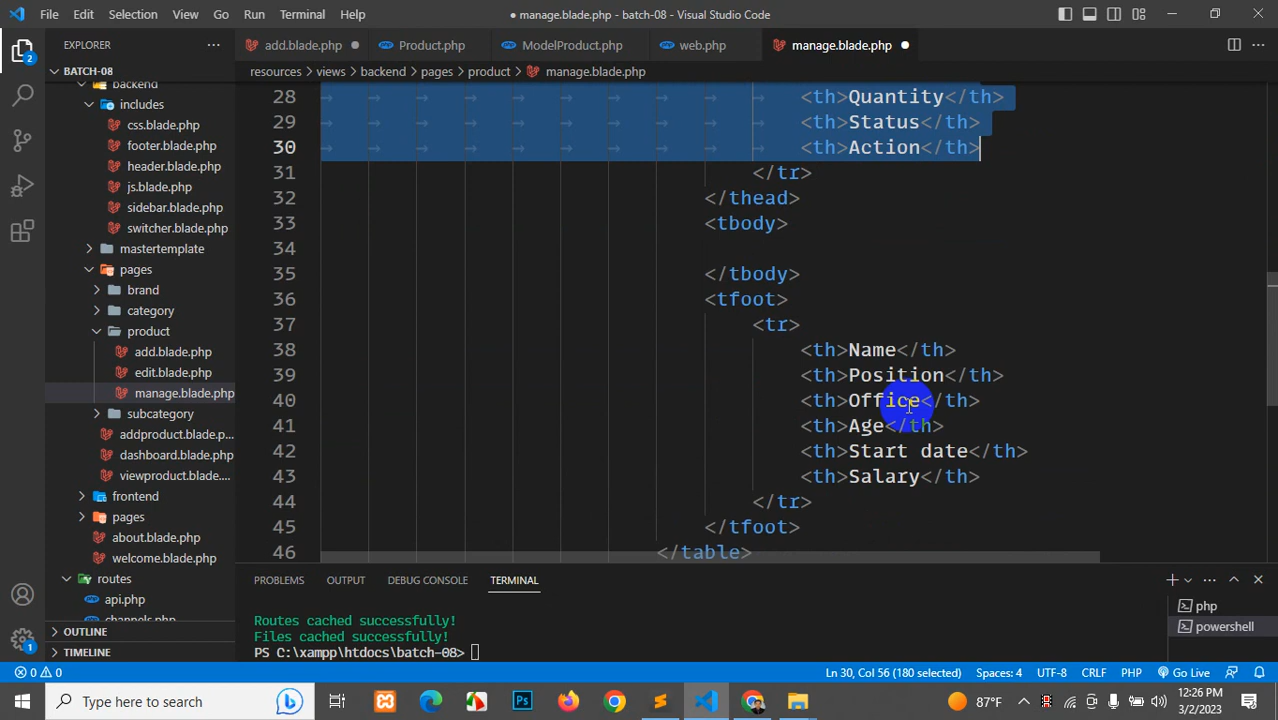 File Edit Selection View Go Run Terminal Help
● manage.blade.php - batch-08 - Visual Studio Code
EXPLORER
add.blade.php Product.php ModelProduct.php web.php manage.blade.php
BATCH-08
resources > views > backend > pages > product > manage.blade.php
backend
includes
css.blade.php
footer.blade.php
header.blade.php
js.blade.php
sidebar.blade.php
switcher.blade.php
mastertemplate
pages
brand
category
product
add.blade.php
edit.blade.php
manage.blade.php
subcategory
addproduct.blade.p...
dashboard.blade.php
viewproduct.blade....
frontend
pages
about.blade.php
welcome.blade.php
routes
api.php
channels.php
OUTLINE
TIMELINE
28 <th>Quantity</th>
29 <th>Status</th>
30 <th>Action</th>
31 </tr>
32 </thead>
33 <tbody>
34
35 </tbody>
36 <tfoot>
37 <tr>
38 <th>Name</th>
39 <th>Position</th>
40 <th>Office</th>
41 <th>Age</th>
42 <th>Start date</th>
43 <th>Salary</th>
44 </tr>
45 </tfoot>
46 </table>
PROBLEMS OUTPUT DEBUG CONSOLE TERMINAL
Routes cached successfully!
Files cached successfully!
PS C:\xampp\htdocs\batch-08>
php
powershell
2
1
0 0
Ln 30, Col 56 (180 selected) Spaces: 4 UTF-8 CRLF PHP Go Live
Type here to search
Ps
87°F
12:26 PM
3/2/2023